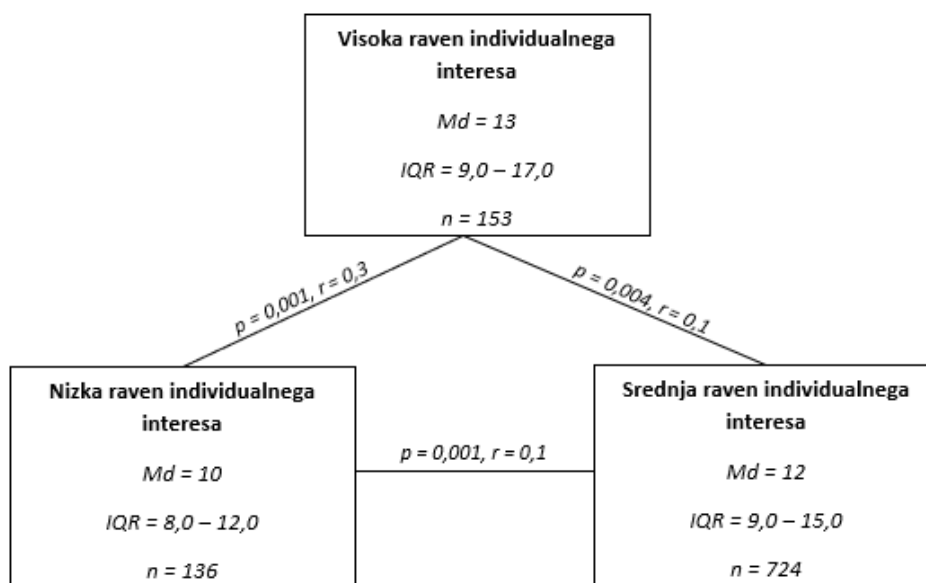 Visoka raven individualnega
interesa
Md = 13
IQR = 9,0 – 17,0
n = 153
p = 0,001, r = 0,3
p = 0,004, r = 0,1
Nizka raven individualnega
interesa
Md = 10
IQR = 8,0 – 12,0
n = 136
p = 0,001, r = 0,1
Srednja raven individualnega
interesa
Md = 12
IQR = 9,0 – 15,0
n = 724